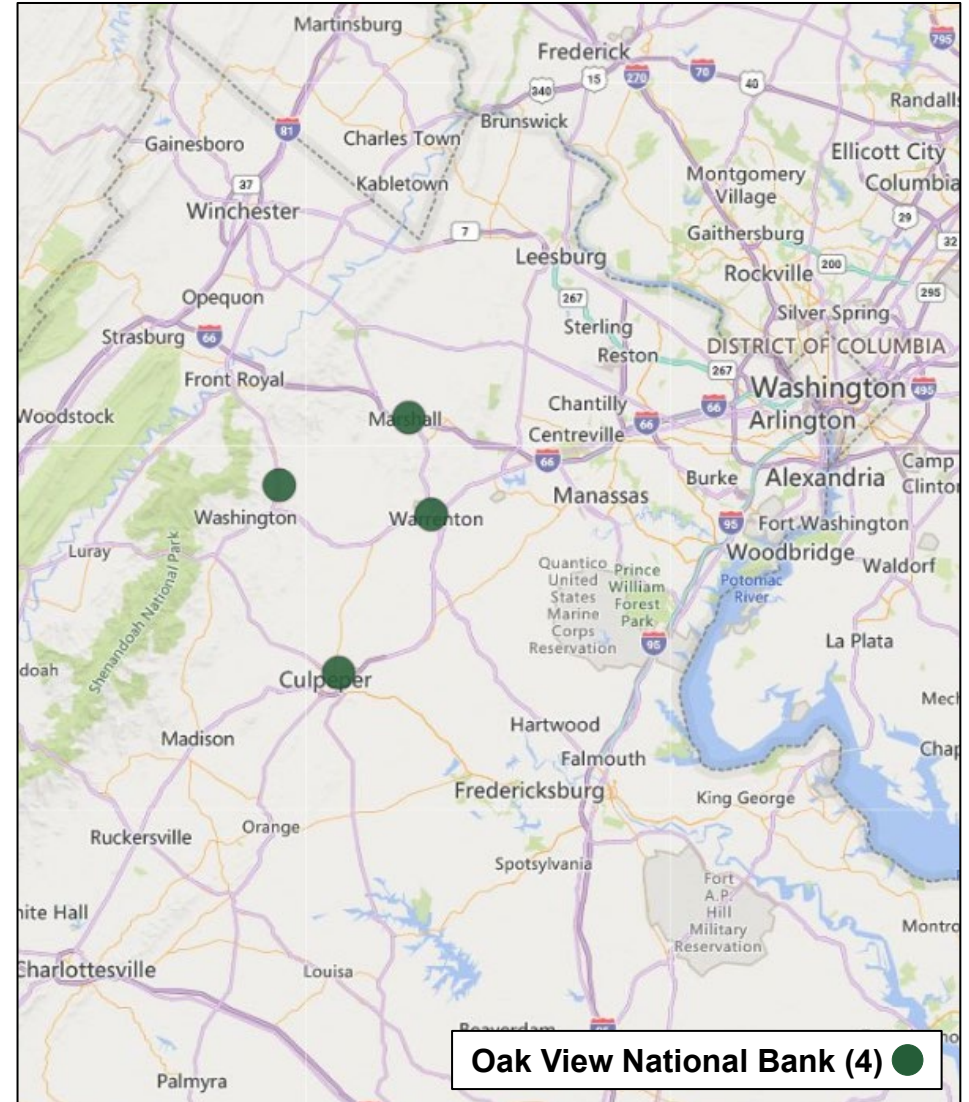 Martinsburg
Frederick
795
15
270
70
340
40
Randalls
Brunswick
81
Gainesboro
Charles Town
Ellicott City
Montgomery
Village
Columbia
37
Kabletown
Winchester
29
7
Gaithersburg
32
Leesburg
Rockville
200
Opequon
267
295
Silver Spring
Strasburg
66
Sterling
Reston
DISTRICT OF COLUMBIA
267
Front Royal
Washington
495
Woodstock
Marshall
Chantilly
66
Arlington
66
Centreville
66
Camp
Burke
Alexandria
Clinton
Manassas
Washington
Warrenton
95
Fort Washington
Luray
Woodbridge
Waldorf
Quantico
United
States
Marine
Corps
Reservation
Prince
William
Forest
Park
Potomac
River
Shenandoah National Park
95
La Plata
doah
Culpeper
Mech
Hartwood
Madison
Chap
Falmouth
Fredericksburg
King George
Orange
Ruckersville
Spotsylvania
Fort
A.P.
Hill
Military
Reservation
nite Hall
Montro
Charlottesville
Louisa
Beaverdam
Oak View National Bank (4)
Palmyra